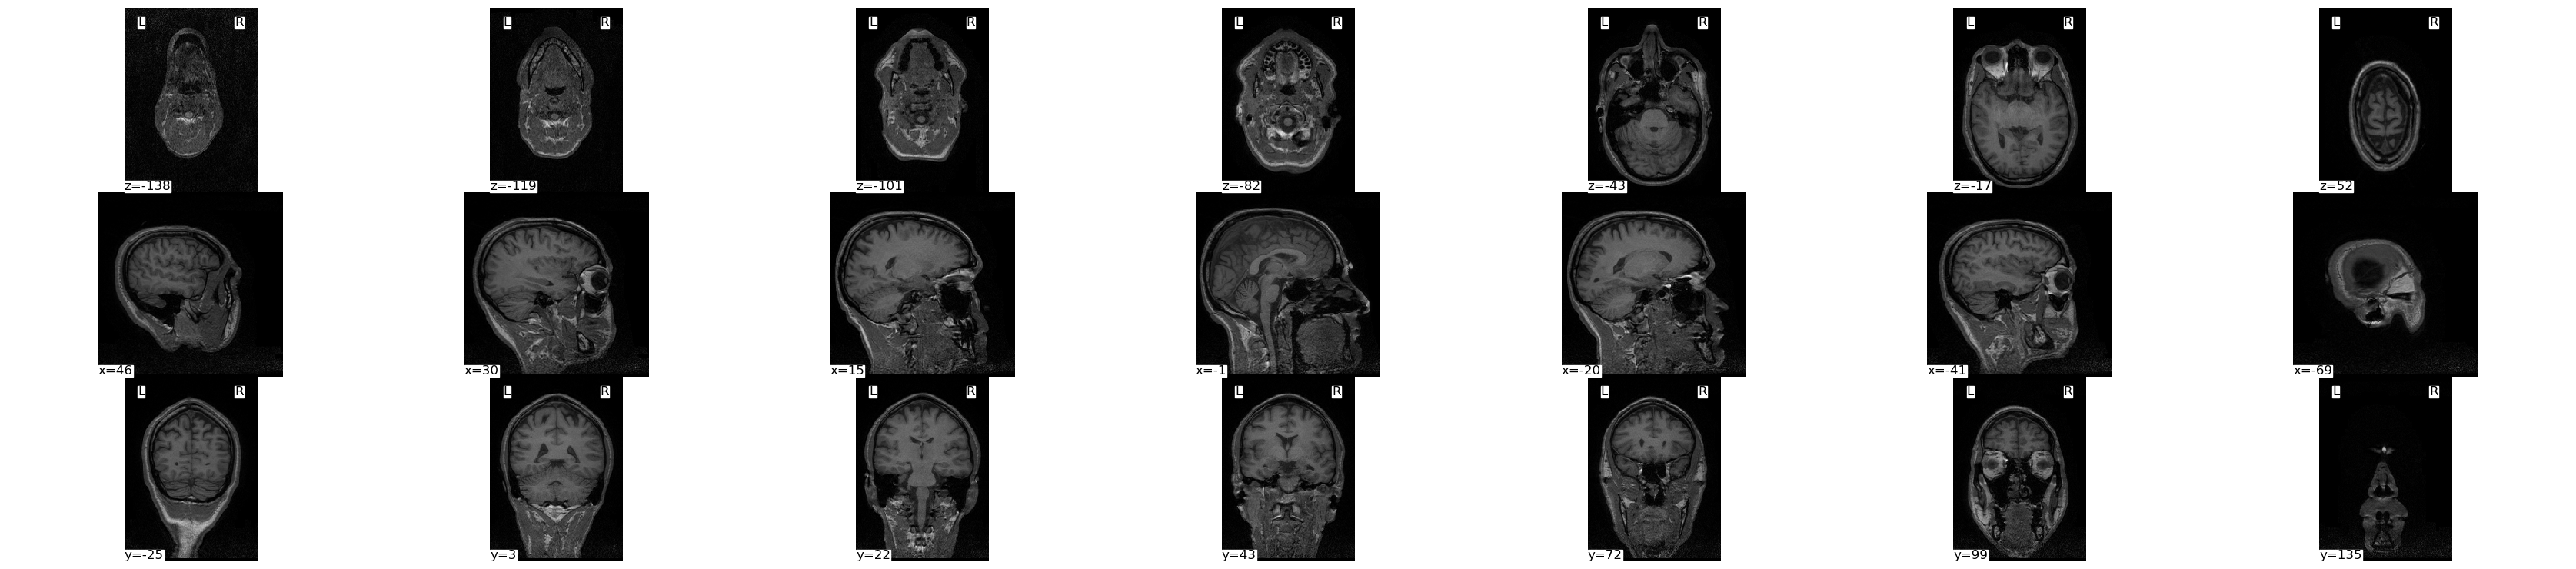 L R L R L R L R L R L R L R
z=-138 z=-119 z=-101 z=-82 z=-43 z=-17 z=52
x=46 x=30 x=15 x=-1 x=-20 x=-41 x=-69
L R L R L R L R L R L R L R
y=-25 y=3 y=22 y=43 y=72 y=99 y=135